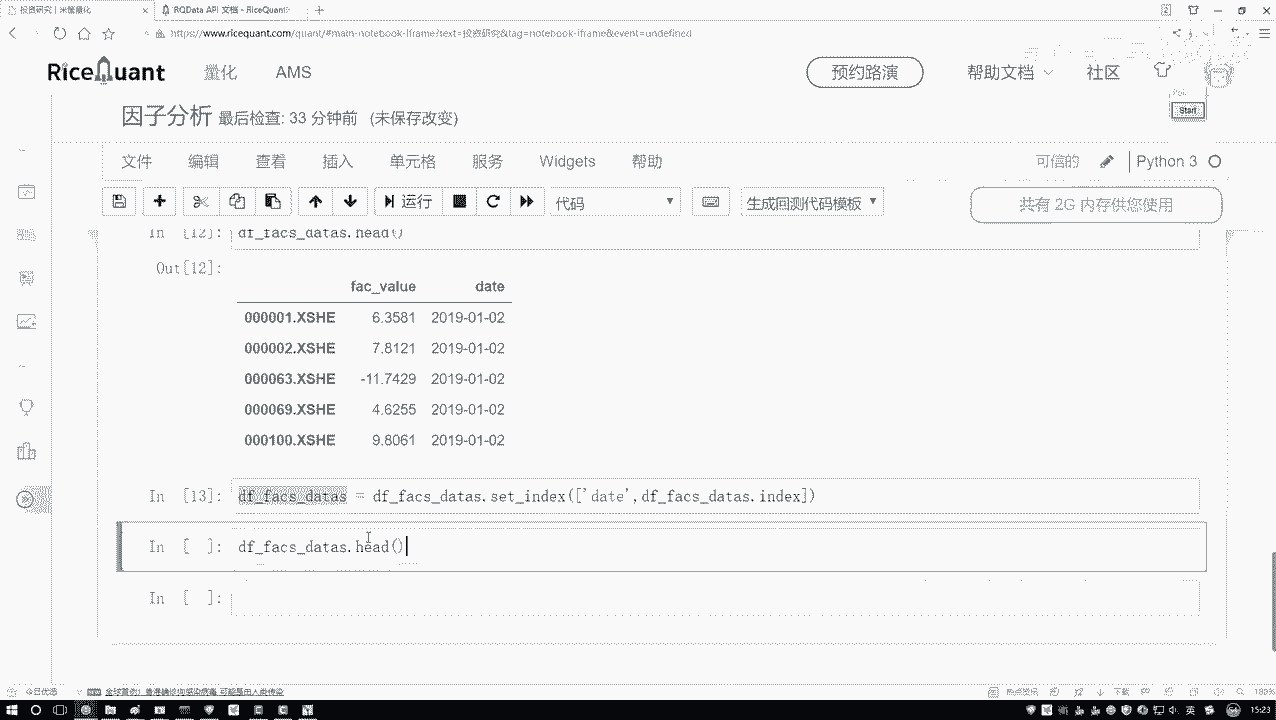 投资研究 | 米筐量化
RQData API 文档 - RiceQuant
https://www.ricequant.com/quant/#main-notebook-iframe?text=投资研究&tag=notebook-iframe&event=undefined
RiceQuant 量化 AMS 预约路演 帮助文档 社区
Start
因子分析 最后检查: 33 分钟前 (未保存改变)
文件 编辑 查看 插入 单元格 服务 Widgets 帮助 可信的 Python 3
运行 代码 生成回测代码模板 共有 2G 内存供您使用
In [12]: df_facs_datas.head()
Out[12]:
fac_value date
000001.XSHE 6.3581 2019-01-02
000002.XSHE 7.8121 2019-01-02
000063.XSHE -11.7429 2019-01-02
000069.XSHE 4.6255 2019-01-02
000100.XSHE 9.8061 2019-01-02
In [13]: df_facs_datas = df_facs_datas.set_index(['date',df_facs_datas.index])
In [ ]: df_facs_datas.head()
In [ ]:
今日优选
热点资讯 下载 180%
英 15:23